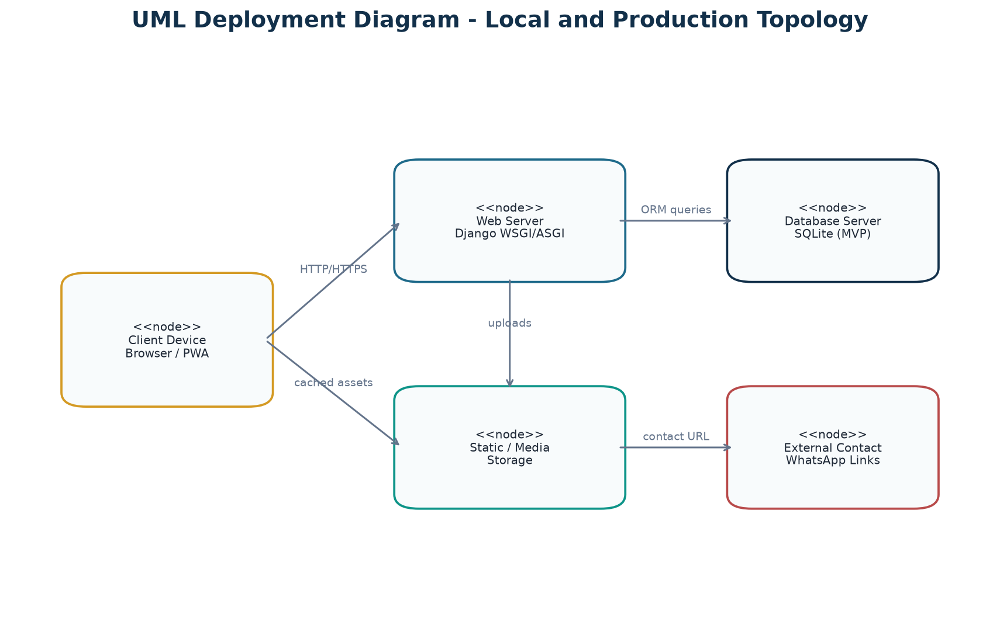 UML Deployment Diagram - Local and Production Topology
<<node>>
Web Server
Django WSGI/ASGI
ORM queries
<<node>>
Database Server
SQLite (MVP)
HTTP/HTTPS
<<node>>
Client Device
Browser / PWA
uploads
cached assets
<<node>>
Static / Media
Storage
contact URL
<<node>>
External Contact
WhatsApp Links